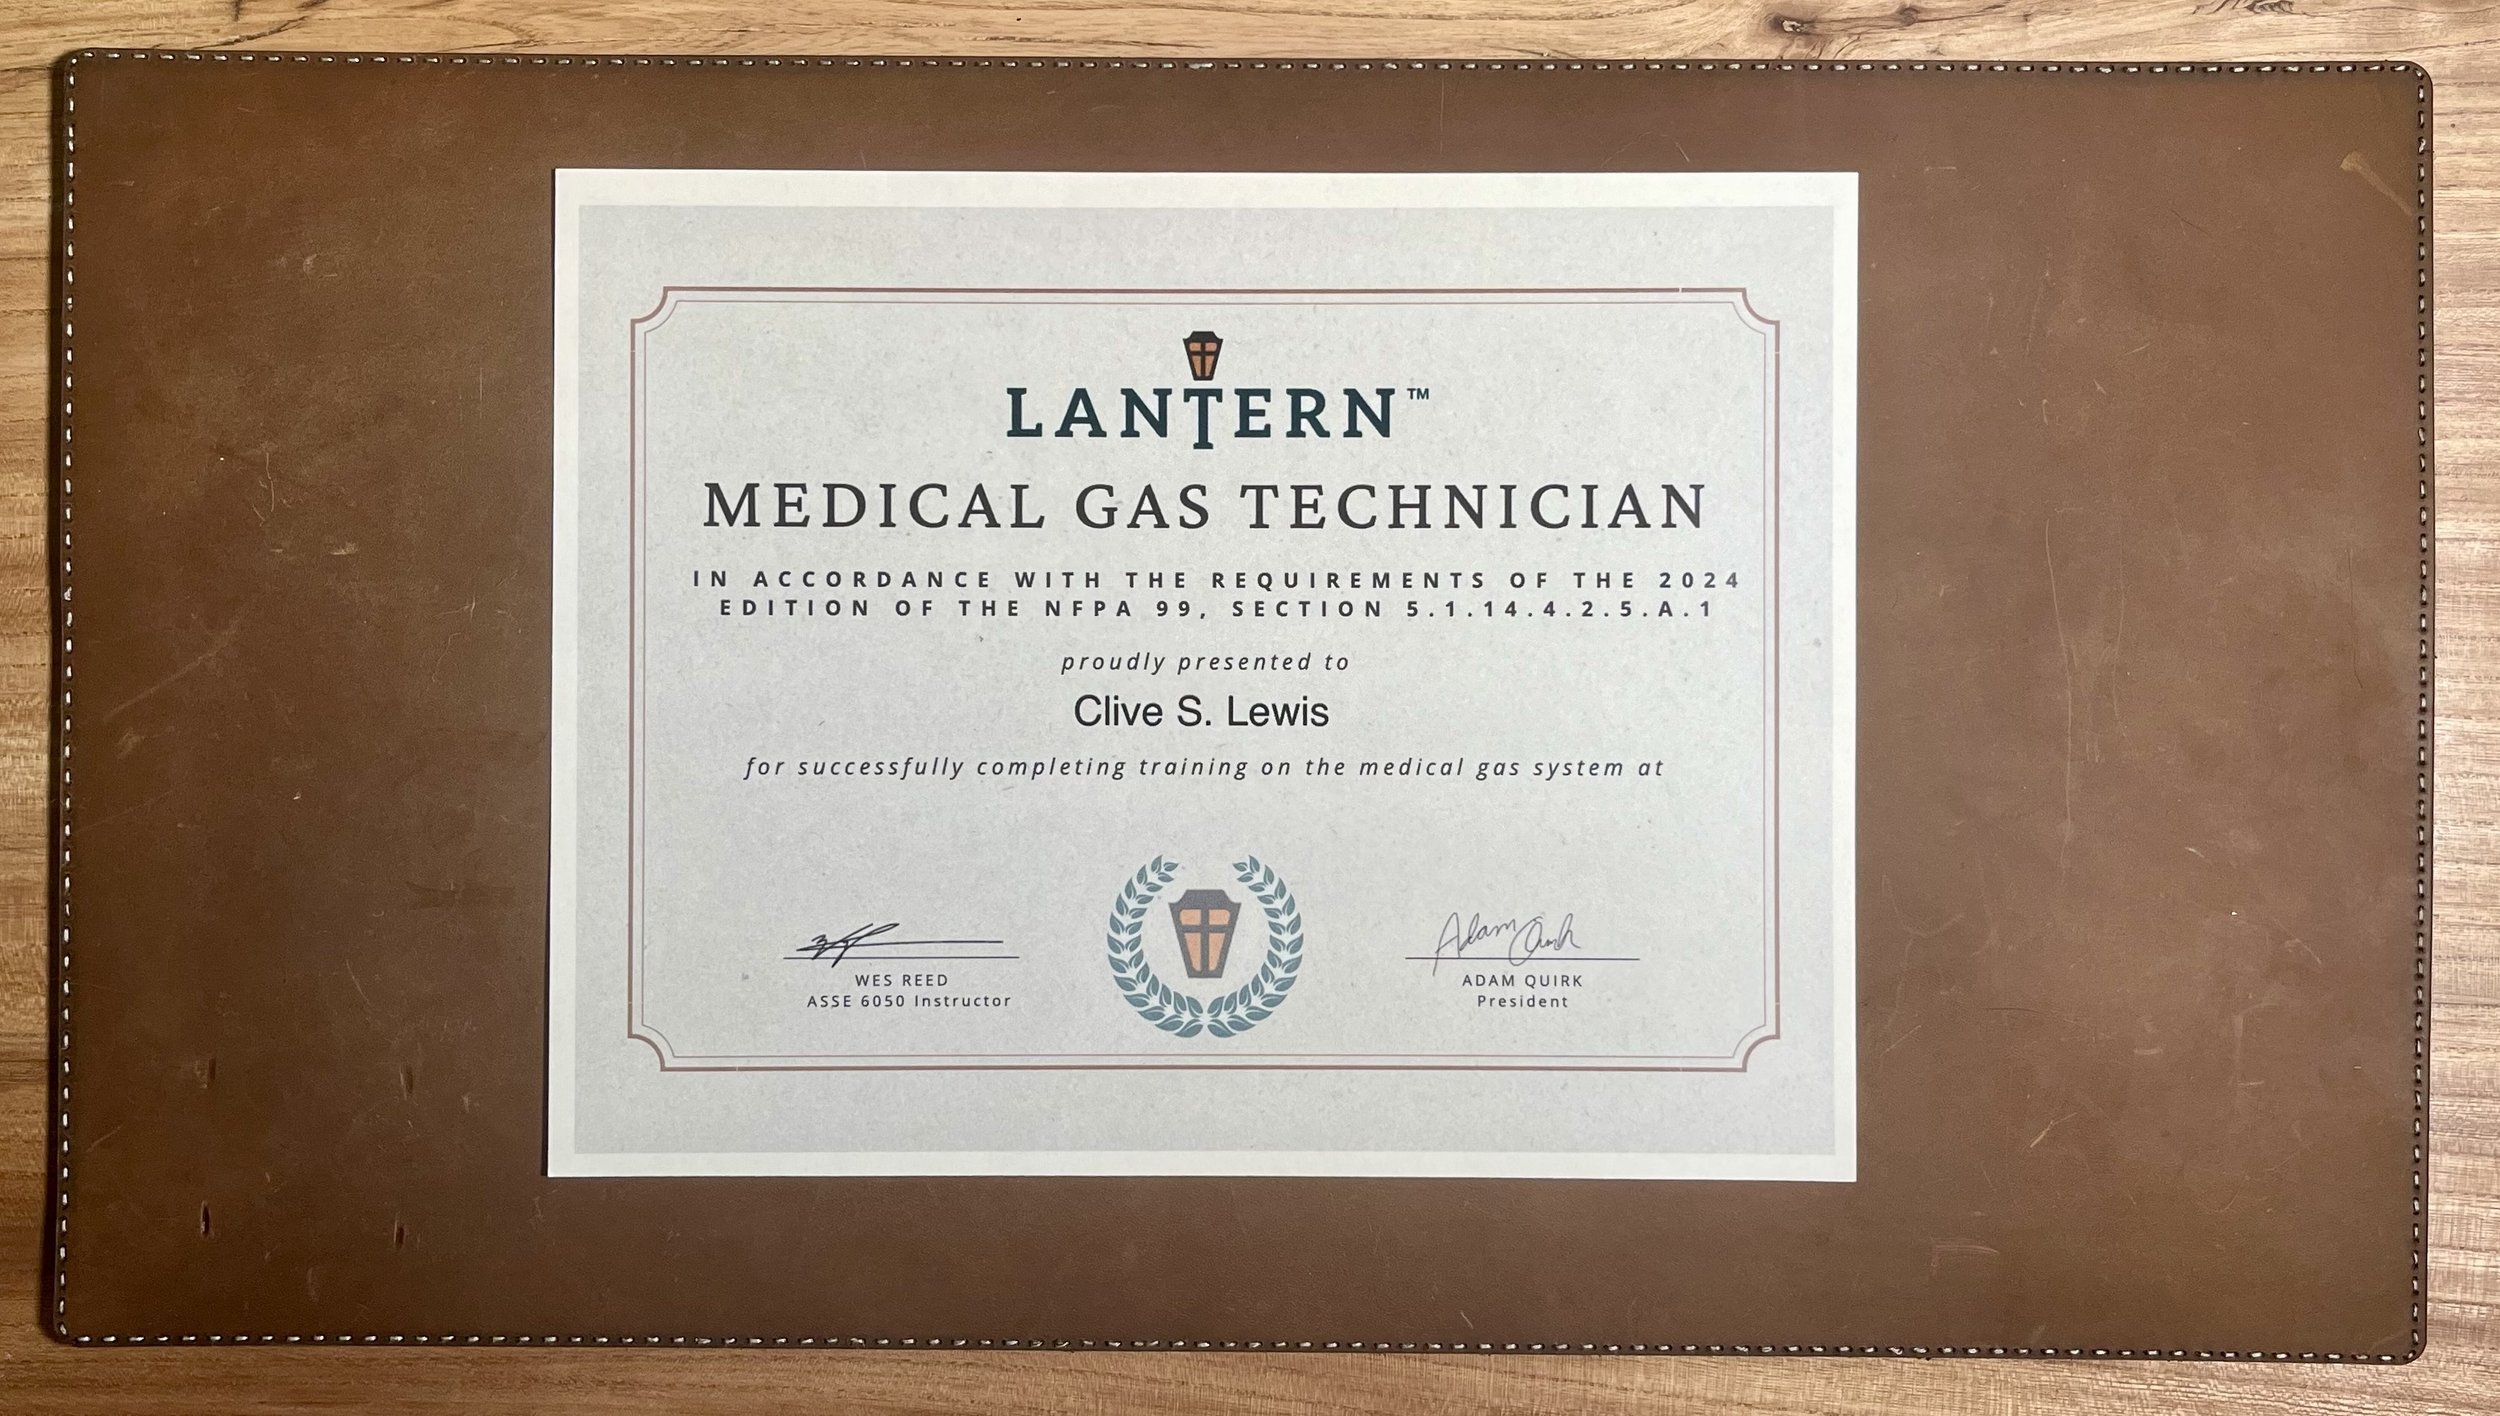 LANTERN™
MEDICAL GAS TECHNICIAN
IN ACCORDANCE WITH THE REQUIREMENTS OF THE 2024
EDITION OF THE NFPA 99, SECTION 5.1.14.4.2.5.A.1
proudly presented to
Clive S. Lewis
for successfully completing training on the medical gas system at
Adam Quirk
WES REED
ASSE 6050 Instructor
ADAM QUIRK
President